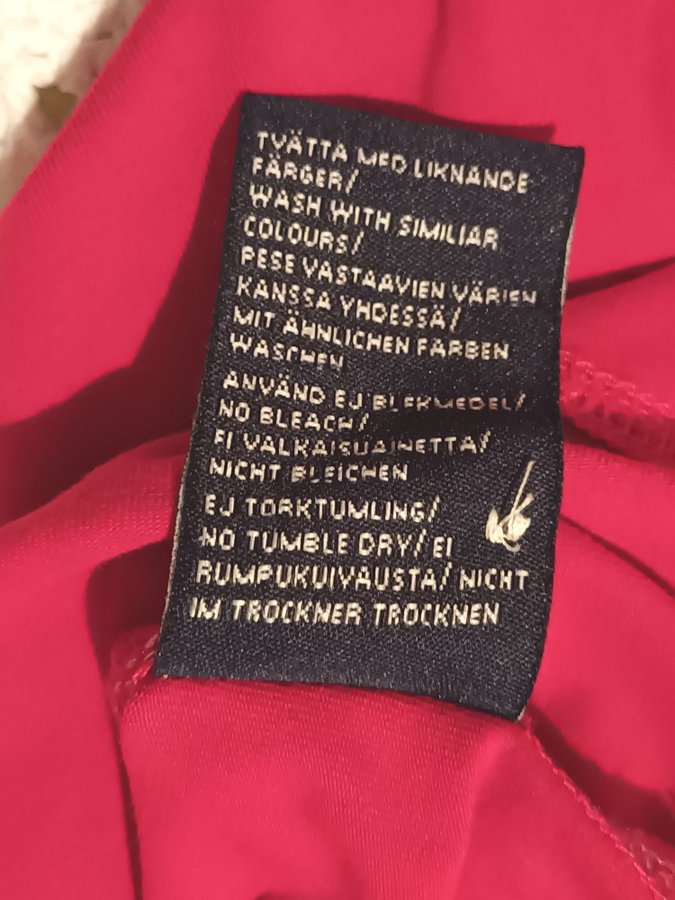 TVÄTTA MED LIKNANDE
FÄRGER/
WASH WITH SIMILIAR
COLOURS/
PESE VASTAAVIEN VÄRIEN
KANSSA YHDESSÄ/
MIT ÄHNLICHEN FARBEN
WASCHEN
ANVÄND EJ BLEKMEDEL/
NO BLEACH/
EI VALKAISUAINETTA/
NICHT BLEICHEN
EJ TORKTUMLING/
NO TUMBLE DRY/ EI
RUMPUKUIVAUSTA/ NICHT
IM TROCKNER TROCKNEN